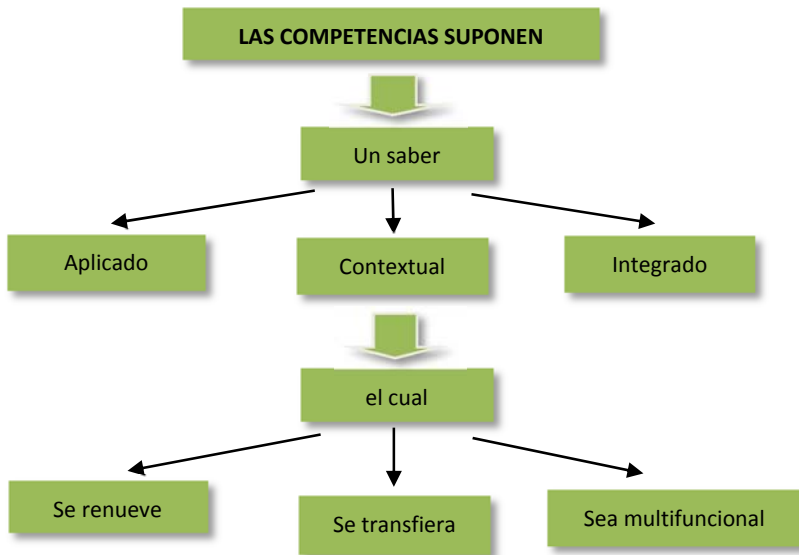 LAS COMPETENCIAS SUPONEN
Un saber
Aplicado
Contextual
Integrado
el cual
Se renueve
Se transfiera
Sea multifuncional